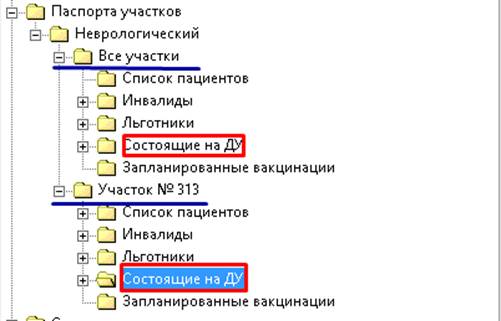 Паспорта участков
Неврологический
Все участки
Список пациентов
Инвалиды
Льготники
Состоящие на ДУ
Запланированные вакцинации
Участок № 313
Список пациентов
Инвалиды
Льготники
Состоящие на ДУ
Запланированные вакцинации